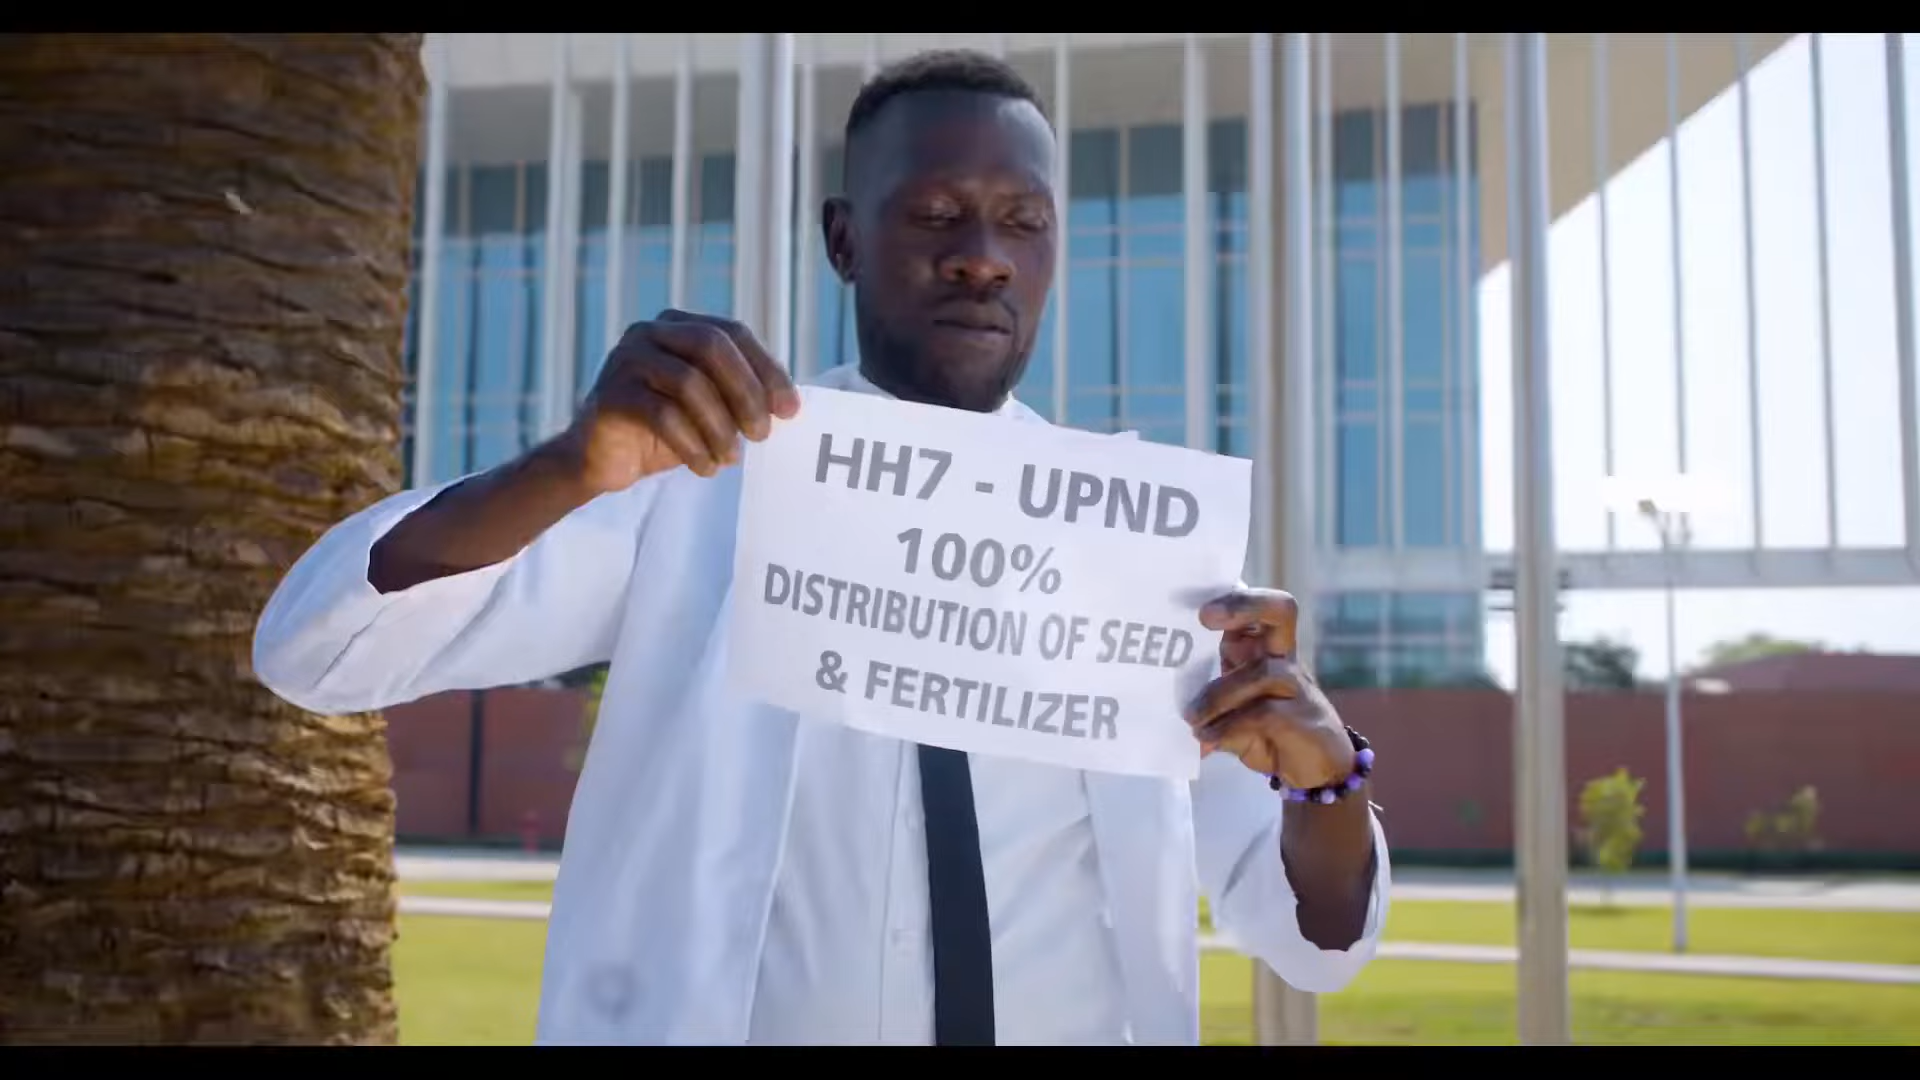 HH7 - UPND
100%
DISTRIBUTION OF SEED
& FERTILIZER